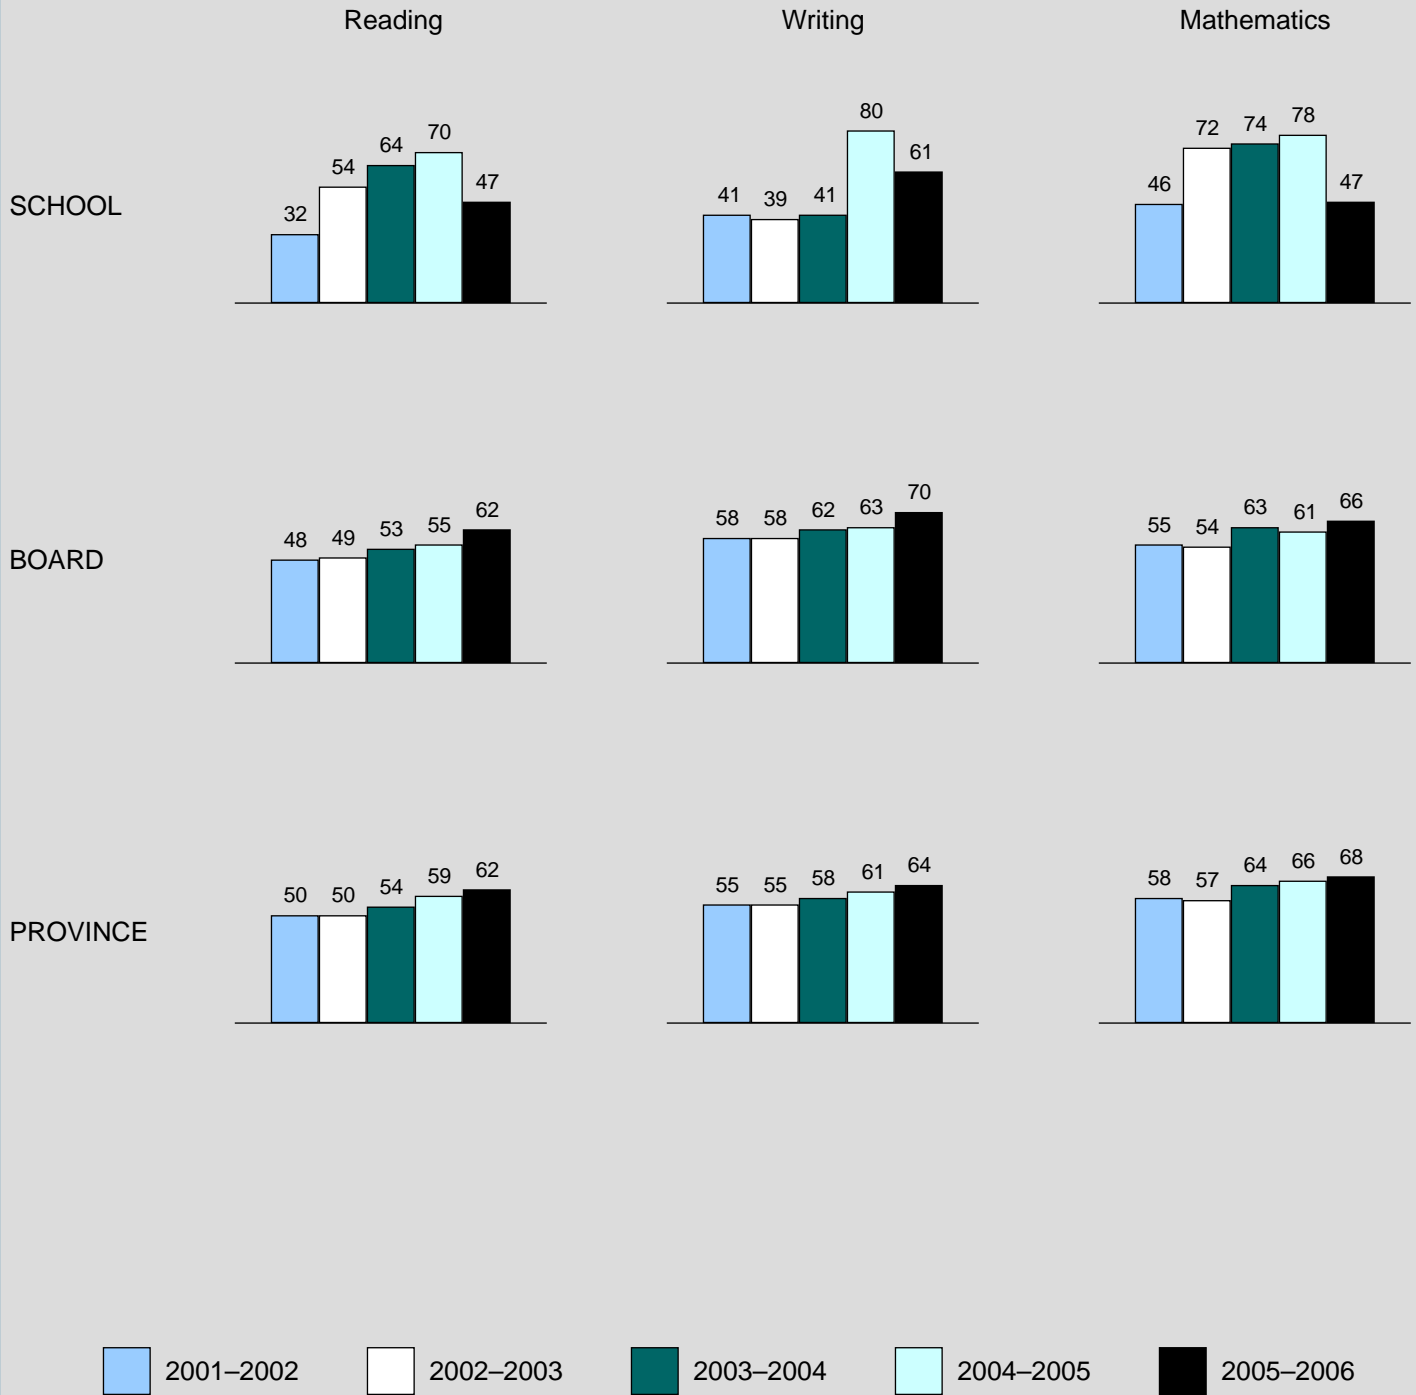 Reading Writing Mathematics
SCHOOL
32 54 64 70 47
41 39 41 80 61
46 72 74 78 47
BOARD
48 49 53 55 62
58 58 62 63 70
55 54 63 61 66
PROVINCE
50 50 54 59 62
55 55 58 61 64
58 57 64 66 68
2001–2002 2002–2003 2003–2004 2004–2005 2005–2006